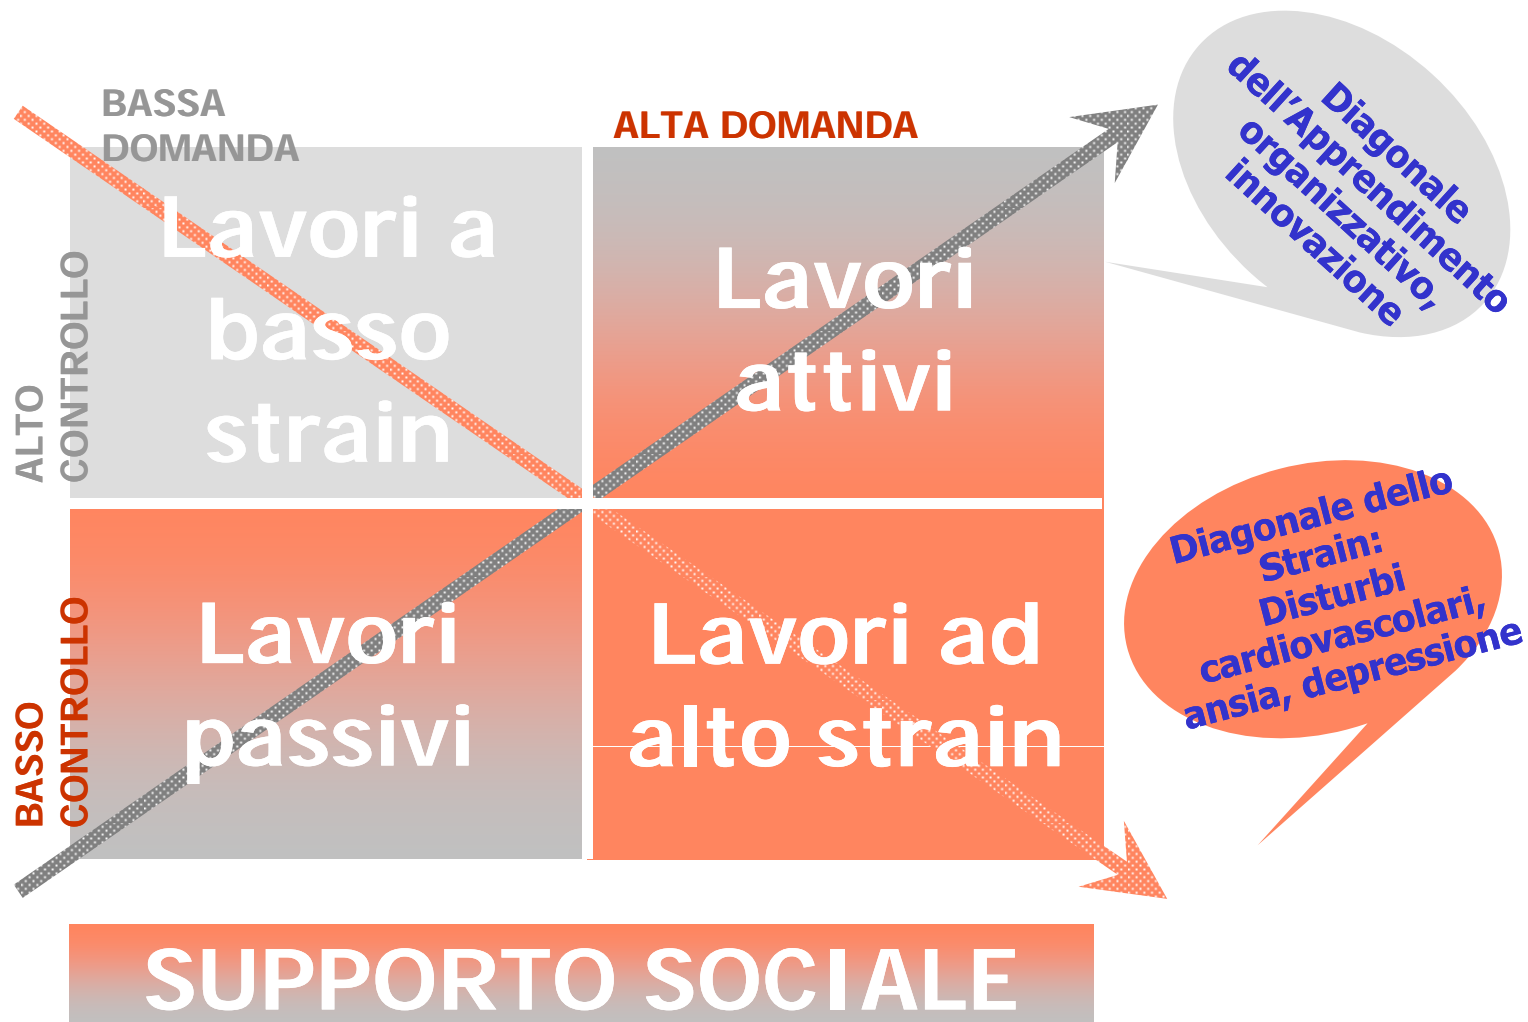 BASSA
DOMANDA
ALTA DOMANDA
ALTO
CONTROLLO
Lavori a
basso
strain
Lavori
attivi
Diagonale
dell’Apprendimento
organizzativo,
innovazione
BASSO
CONTROLLO
Lavori
passivi
Lavori ad
alto strain
Diagonale dello
Strain:
Disturbi
cardiovascolari,
ansia, depressione
SUPPORTO SOCIALE